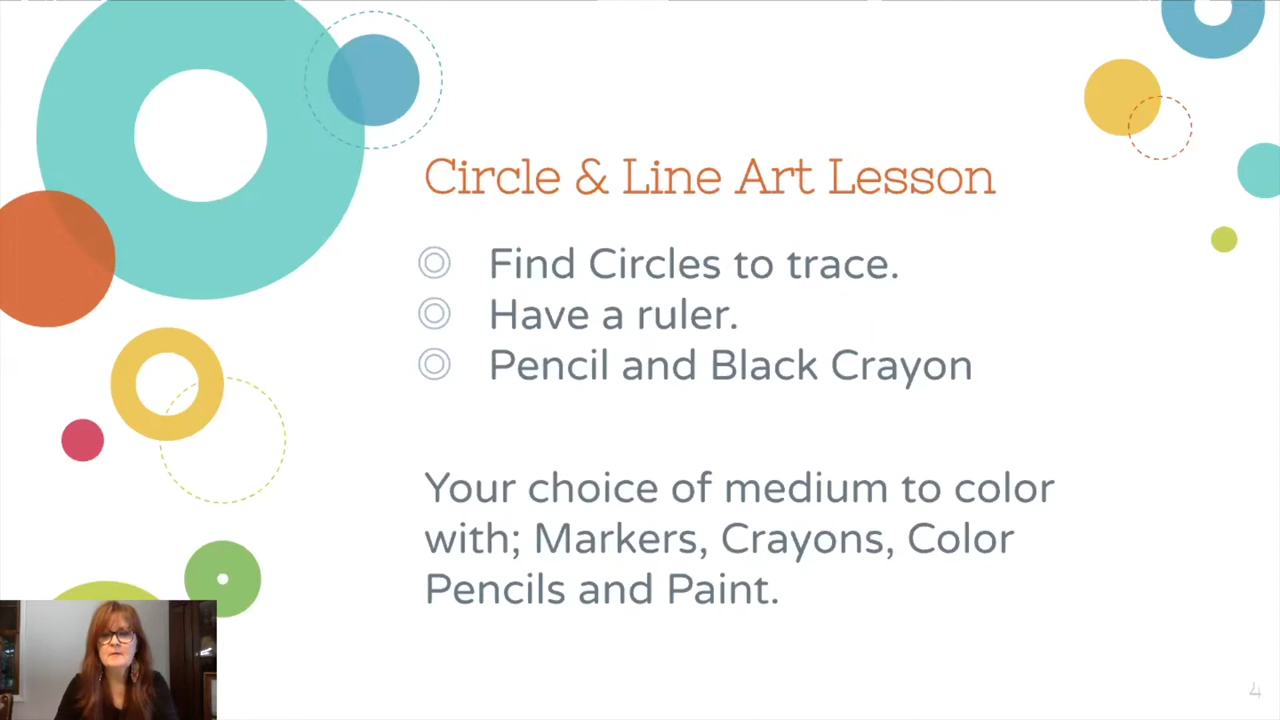 Circle & Line Art Lesson
Find Circles to trace.
Have a ruler.
Pencil and Black Crayon
Your choice of medium to color
with; Markers, Crayons, Color
Pencils and Paint.
4